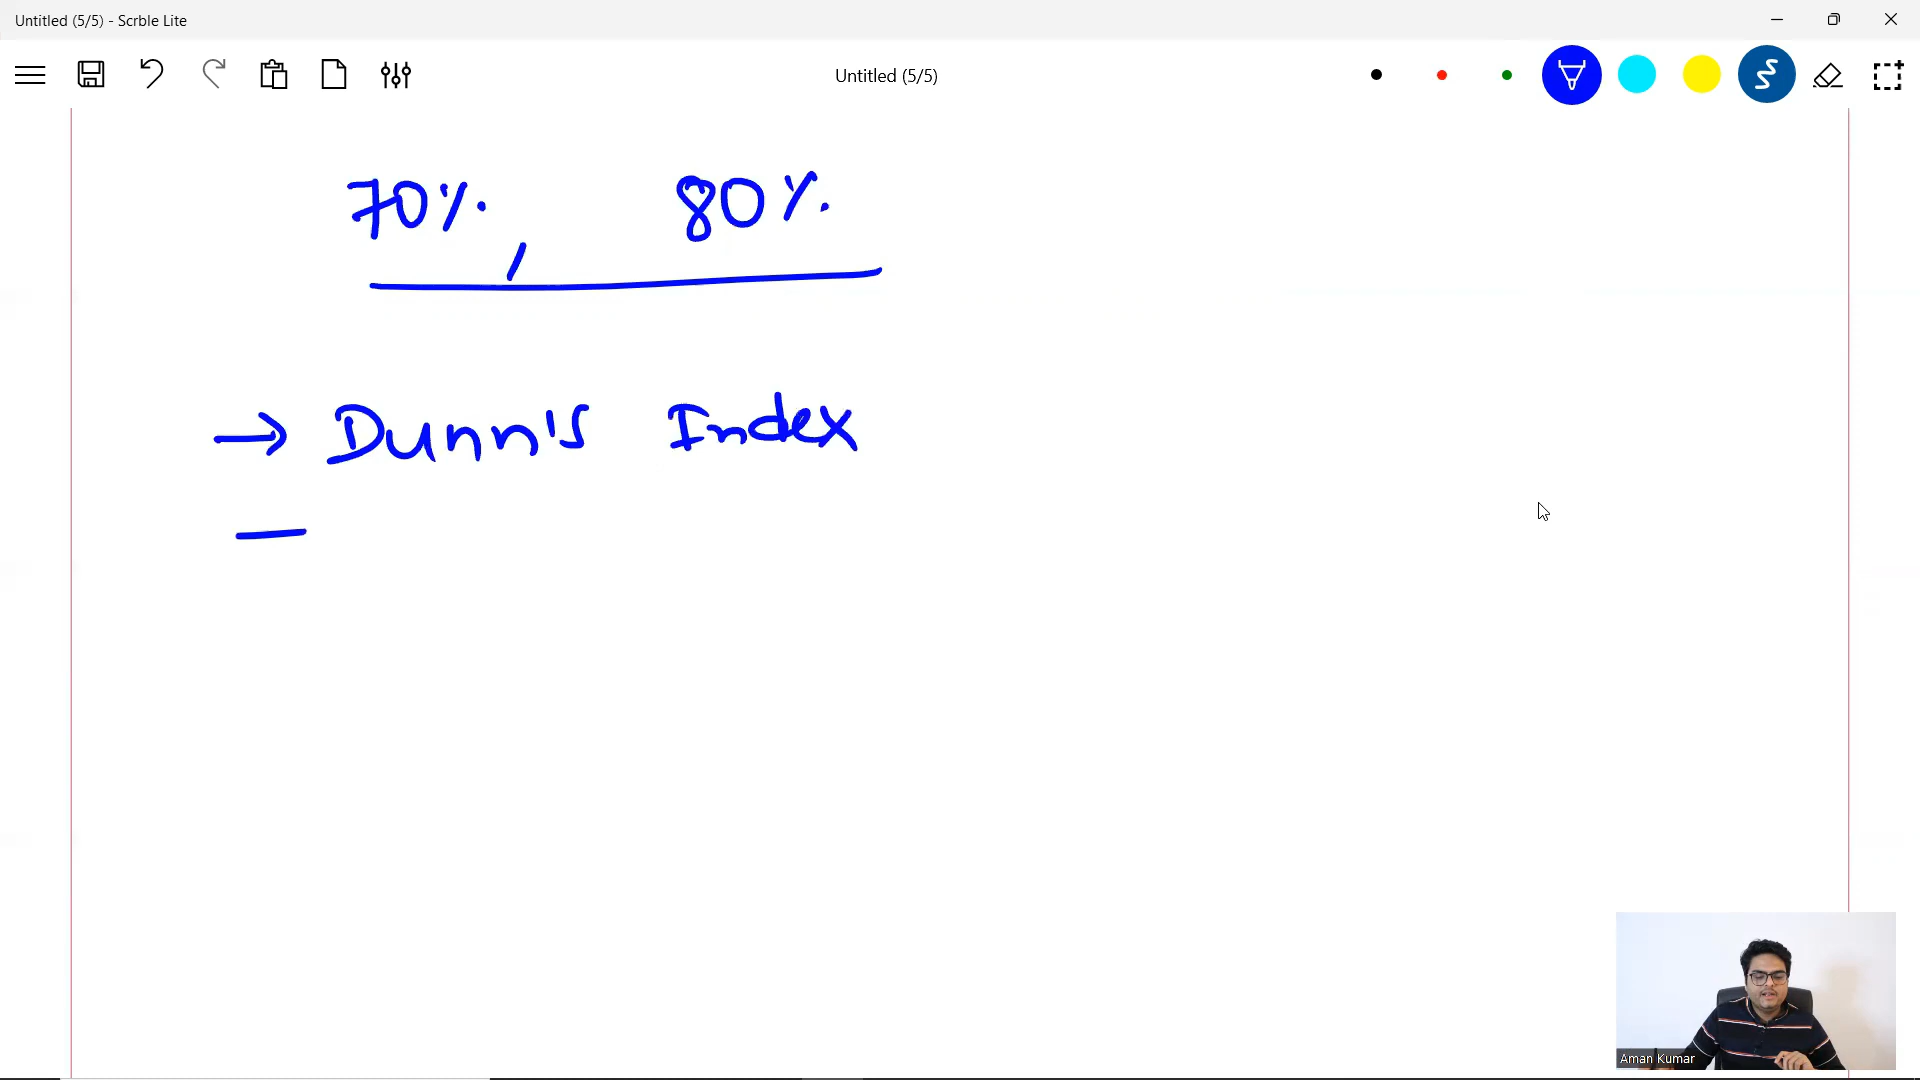 Untitled (5/5) - Scrble Lite
Untitled (5/5)
70%, 80%
→ Dunn's Index
Aman Kumar